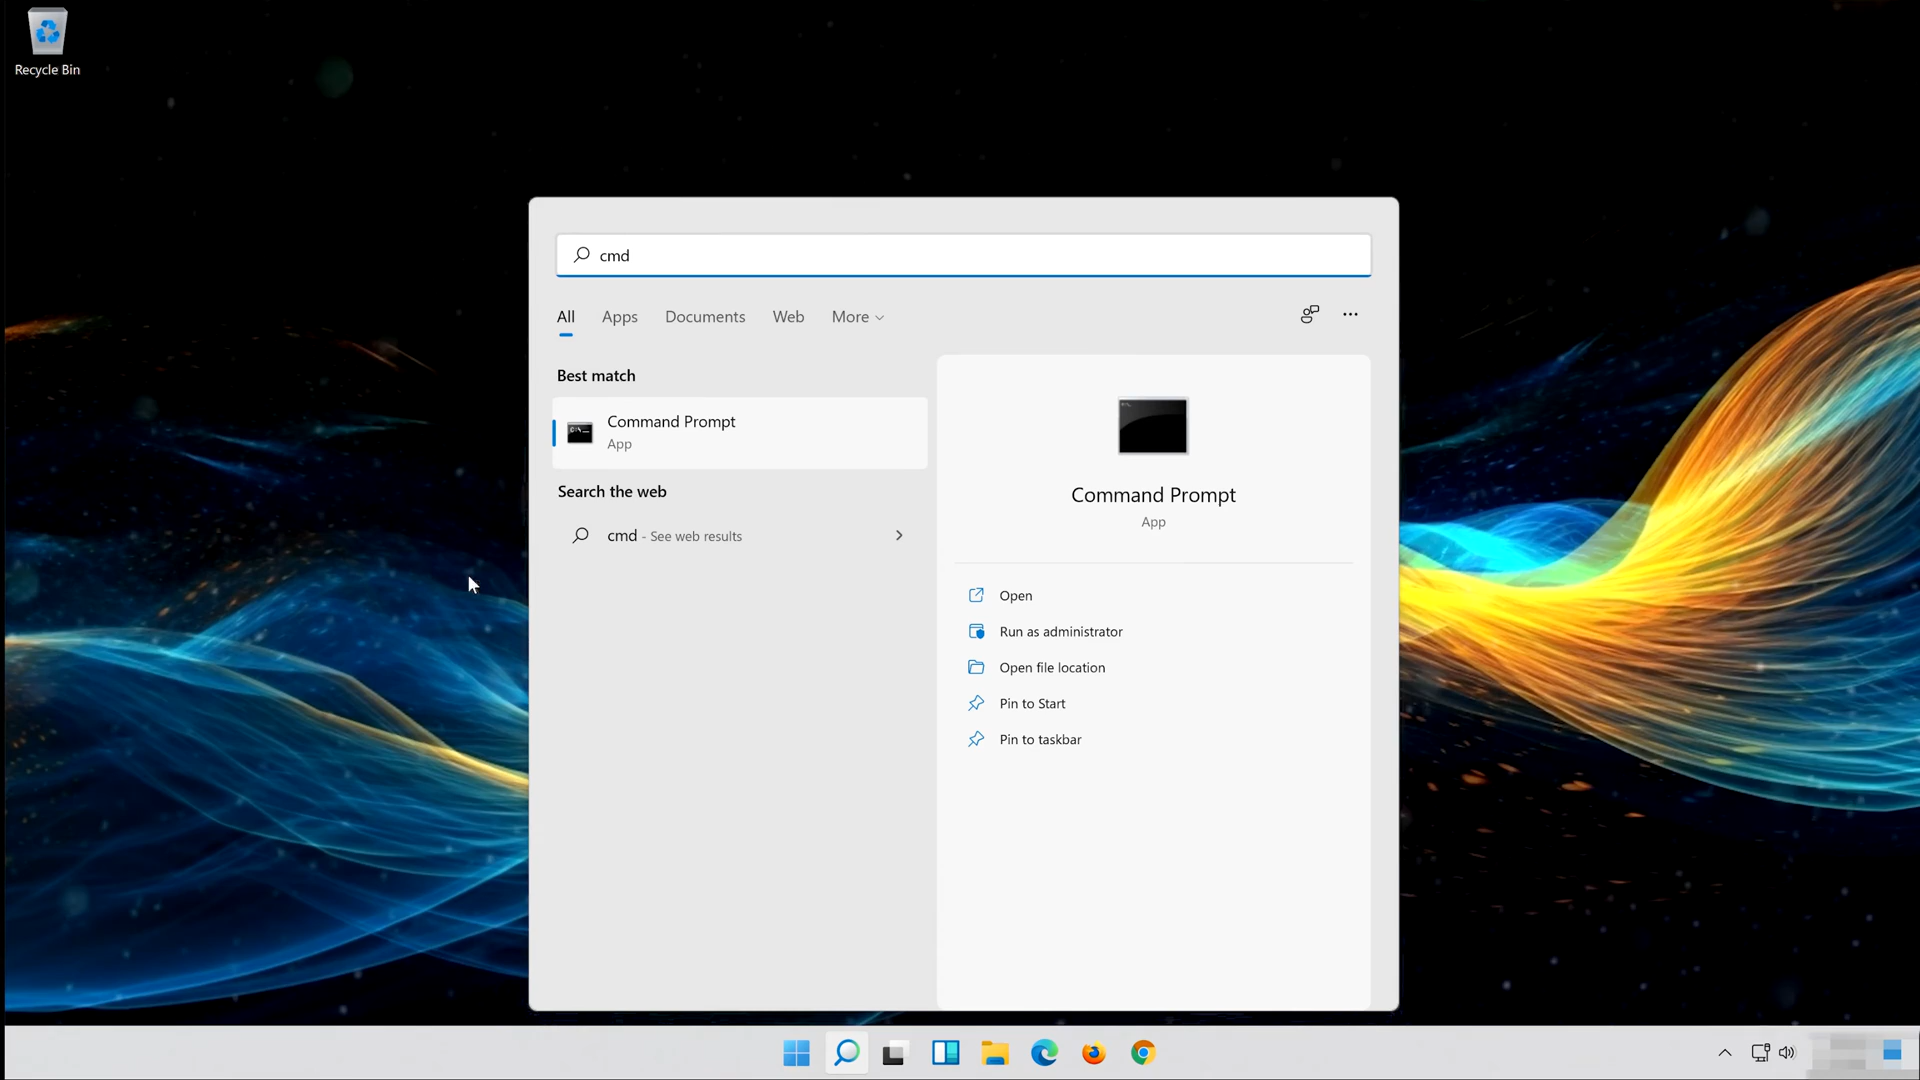 Recycle Bin
cmd
All Apps Documents Web More
Best match
Command Prompt
App
Search the web
cmd - See web results
Command Prompt
App
Open
Run as administrator
Open file location
Pin to Start
Pin to taskbar